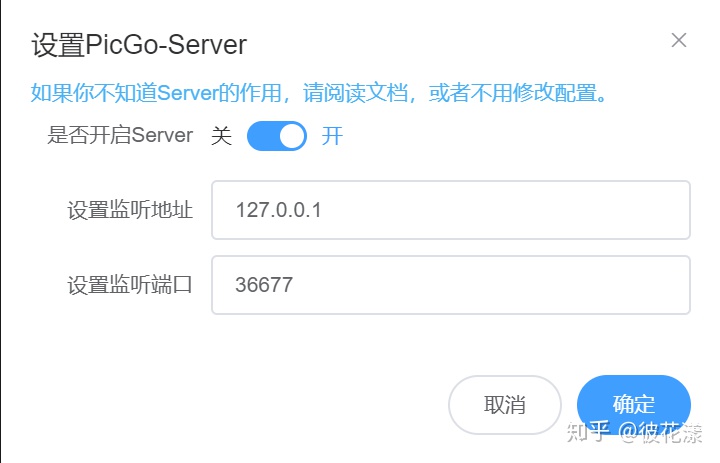 设置PicGo-Server
如果你不知道Server的作用，请阅读文档，或者不用修改配置。
是否开启Server 关 开
设置监听地址 127.0.0.1
设置监听端口 36677
取消 确定
知乎 @彼花漾